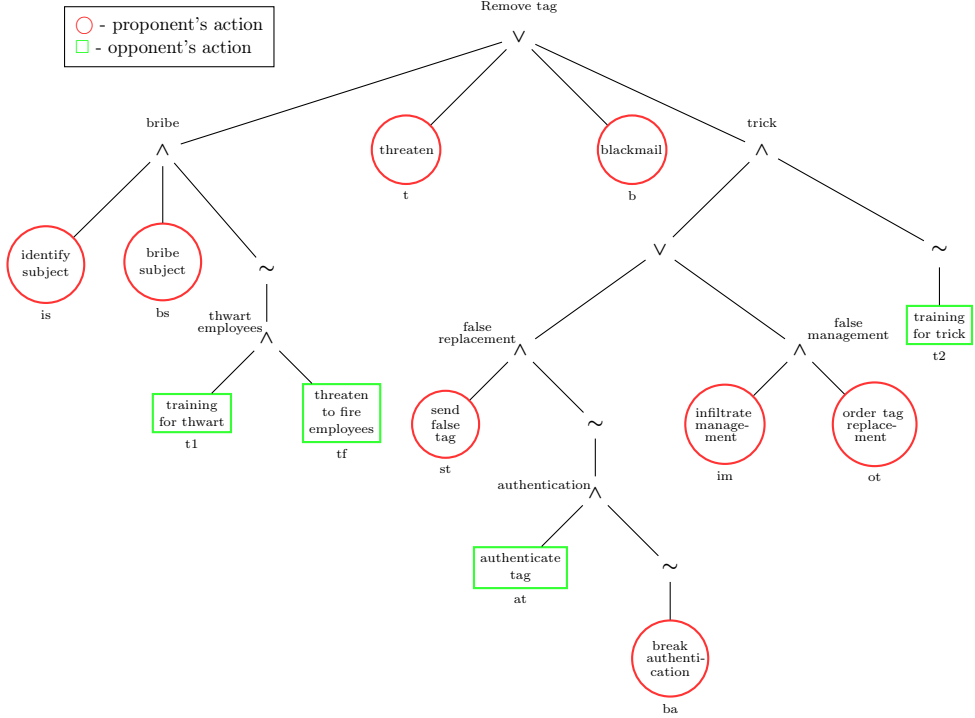 Remove tag
∨
◯ - proponent's action
□ - opponent's action
bribe
∧
threaten
t
blackmail
b
trick
∧
identify
subject
is
bribe
subject
bs
~
∨
~
thwart
employees
∧
false
replacement
∧
false
management
∧
training
for trick
t2
training
for thwart
t1
threaten
to fire
employees
tf
send
false
tag
st
~
infiltrate
manage-
ment
im
order tag
replace-
ment
ot
authentication
∧
authenticate
tag
at
~
break
authenti-
cation
ba